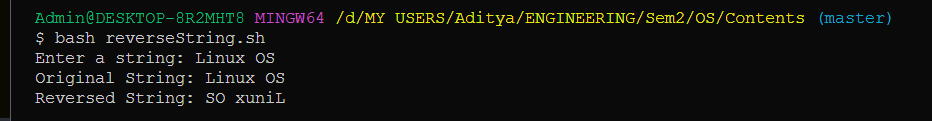 Admin@DESKTOP-8R2MHT8 MINGW64 /d/MY USERS/Aditya/ENGINEERING/Sem2/OS/Contents (master)
$ bash reverseString.sh
Enter a string: Linux OS
Original String: Linux OS
Reversed String: SO xuniL